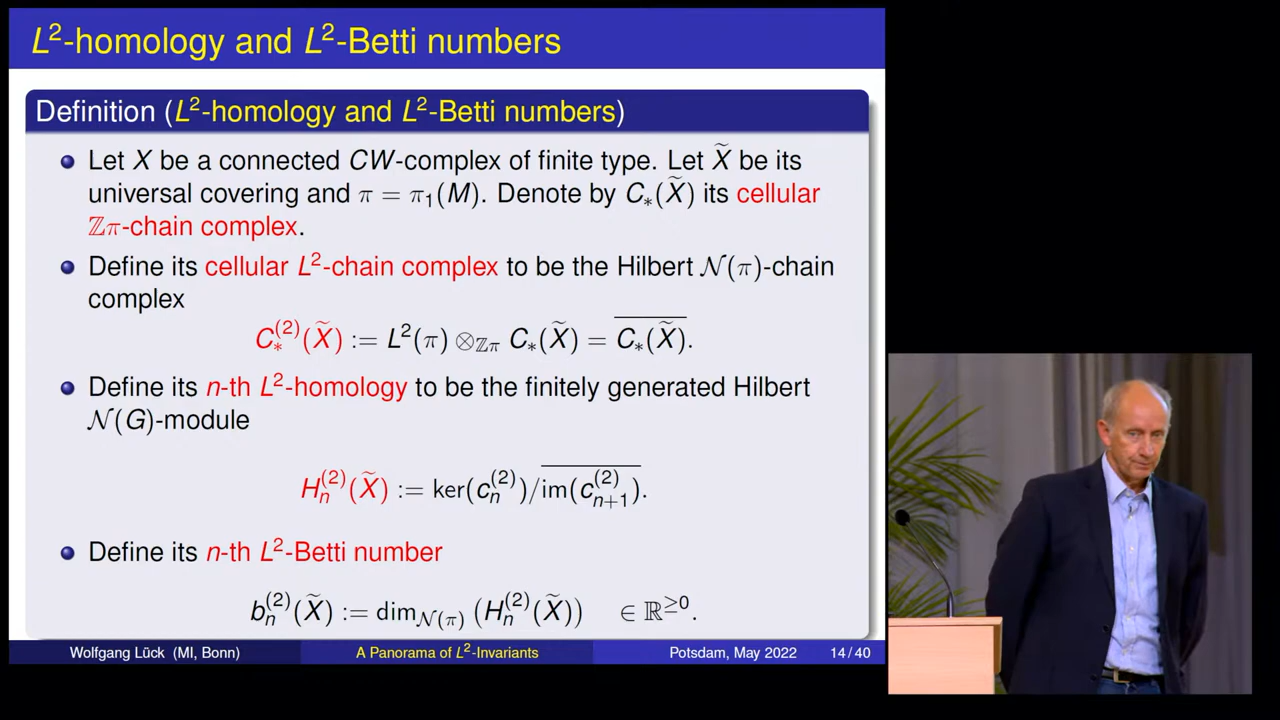 L²-homology and L²-Betti numbers
Definition (L²-homology and L²-Betti numbers)
Let X be a connected CW-complex of finite type. Let X̃ be its
universal covering and π = π₁(M). Denote by C∗(X̃) its cellular
ℤπ-chain complex.
Define its cellular L²-chain complex to be the Hilbert 𝒩(π)-chain
complex
C∗^{(2)}(X̃) := L²(π) ⊗_{ℤπ} C∗(X̃) = \overline{C∗(X̃)}.
Define its n-th L²-homology to be the finitely generated Hilbert
𝒩(G)-module
H_n^{(2)}(X̃) := ker(c_n^{(2)})/\overline{im(c_{n+1}^{(2)})}.
Define its n-th L²-Betti number
b_n^{(2)}(X̃) := dim_{𝒩(π)} (H_n^{(2)}(X̃)) ∈ ℝ^{≥0}.
Wolfgang Lück (MI, Bonn) A Panorama of L²-Invariants Potsdam, May 2022 14 / 40